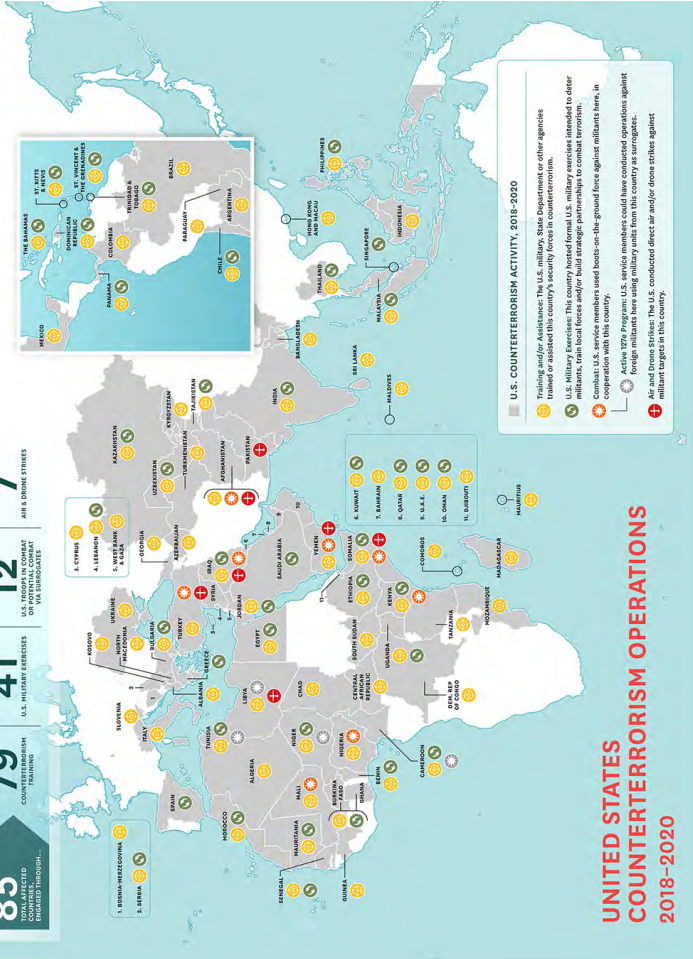 85
TOTAL AFFECTED
COUNTRIES,
ENGAGED THROUGH...
79
COUNTERTERRORISM
TRAINING
41
U.S. MILITARY EXERCISES
12
U.S. TROOPS IN COMBAT
OR POTENTIAL COMBAT
VIA SURROGATES
7
AIR & DRONE STRIKES
1. BOSNIA-HERZEGOVINA
2. SERBIA
3. CYPRUS
4. LEBANON
5. WEST BANK
& GAZA
MEXICO
THE BAHAMAS
ST. KITTS
& NEVIS
DOMINICAN
REPUBLIC
ST. VINCENT &
THE GRENADINES
TRINIDAD &
TOBAGO
PANAMA
COLOMBIA
BRAZIL
PARAGUAY
CHILE
ARGENTINA
SPAIN
ITALY
SLOVENIA
KOSOVO
NORTH
MACEDONIA
BULGARIA
UKRAINE
ALBANIA
GREECE
TURKEY
1
2
3
4
5
6
7
8
9
10
11
GEORGIA
AZERBAIJAN
KAZAKHSTAN
UZBEKISTAN
TURKMENISTAN
KYRGYZSTAN
TAJIKISTAN
AFGHANISTAN
PAKISTAN
INDIA
BANGLADESH
SRI LANKA
MALDIVES
THAILAND
MALAYSIA
SINGAPORE
INDONESIA
HONG KONG
AND MACAU
PHILIPPINES
IRAQ
SYRIA
JORDAN
EGYPT
SAUDI ARABIA
YEMEN
MOROCCO
ALGERIA
TUNISIA
LIBYA
MAURITANIA
MALI
NIGER
CHAD
SENEGAL
GUINEA
BURKINA
FASO
GHANA
BENIN
NIGERIA
CAMEROON
CENTRAL
AFRICAN
REPUBLIC
SOUTH SUDAN
ETHIOPIA
SOMALIA
KENYA
UGANDA
DEM. REP
OF CONGO
TANZANIA
MOZAMBIQUE
COMOROS
MADAGASCAR
MAURITIUS
6. KUWAIT
7. BAHRAIN
8. QATAR
9. U.A.E.
10. OMAN
11. DJIBOUTI
UNITED STATES
COUNTERTERRORISM OPERATIONS
2018–2020
U.S. COUNTERTERRORISM ACTIVITY, 2018–2020
Training and/or Assistance: The U.S. military, State Department or other agencies
trained or assisted this country's security forces in counterterrorism.
U.S. Military Exercises: This country hosted formal U.S. military exercises intended to deter
militants, train local forces and/or build strategic partnerships to combat terrorism.
Combat: U.S. service members used boots-on-the-ground force against militants here, in
cooperation with this country.
Active 127e Program: U.S. service members could have conducted operations against
foreign militants here using military units from this country as surrogates.
Air and Drone Strikes: The U.S. conducted direct air and/or drone strikes against
militant targets in this country.